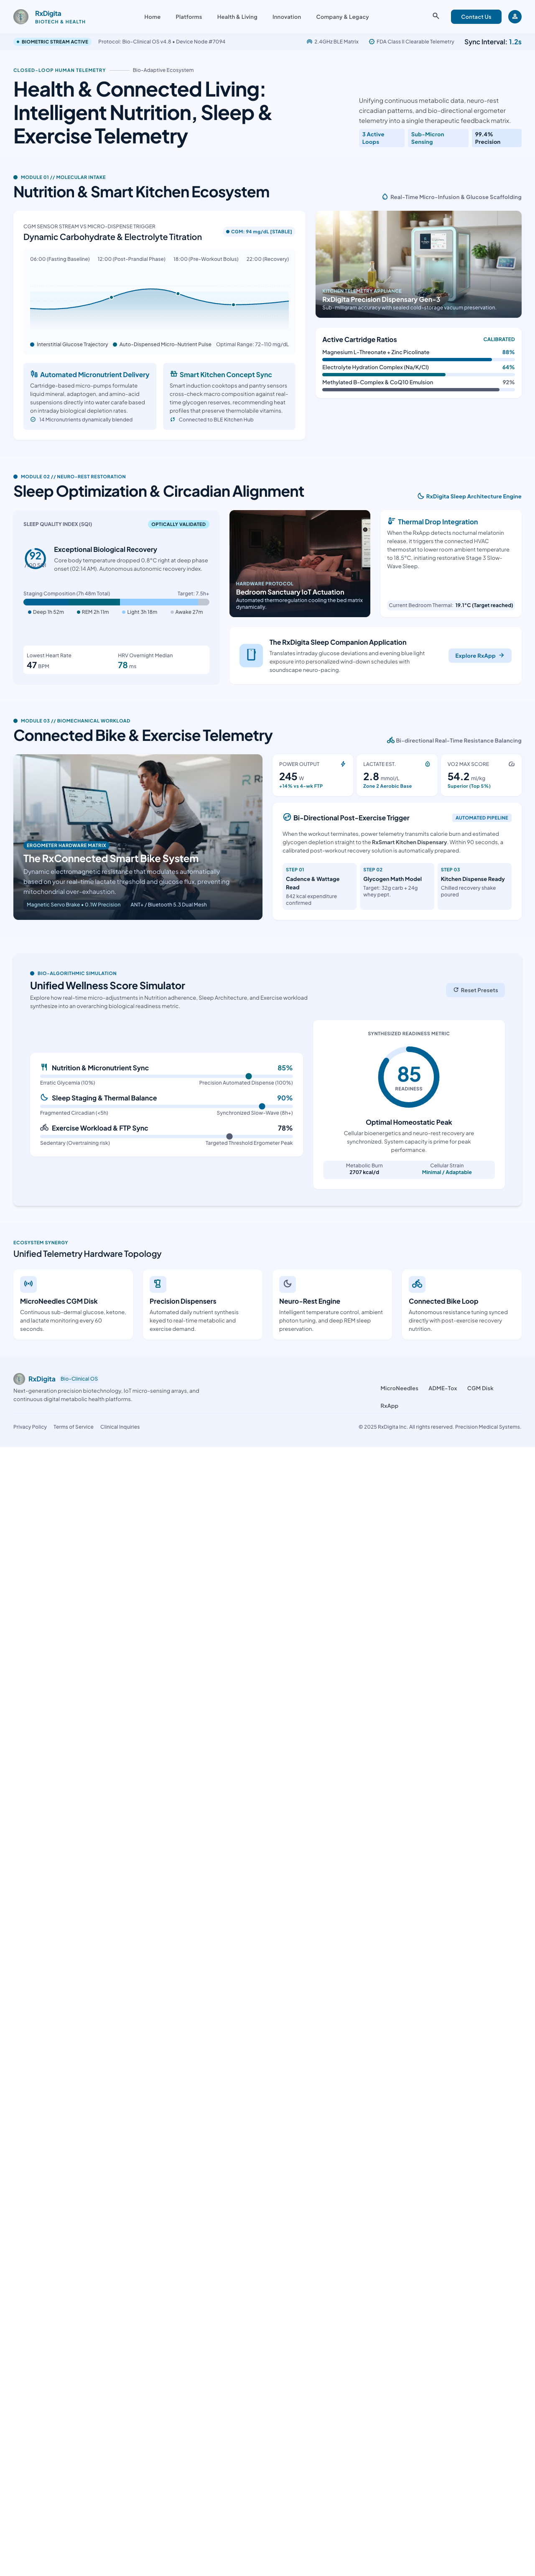 RxDigita
BIOTECH & HEALTH
Home
Platforms
Health & Living
Innovation
Company & Legacy
Contact Us
BIOMETRIC STREAM ACTIVE
Protocol: Bio-Clinical OS v4.8 • Device Node #7094
2.4GHz BLE Matrix
FDA Class II Clearable Telemetry
Sync Interval: 1.2s
CLOSED-LOOP HUMAN TELEMETRY
Bio-Adaptive Ecosystem
Health & Connected Living:
Intelligent Nutrition, Sleep &
Exercise Telemetry
Unifying continuous metabolic data, neuro-rest
circadian patterns, and bio-directional ergometer
telemetry into a single therapeutic feedback matrix.
3 Active
Loops
Sub-Micron
Sensing
99.4%
Precision
MODULE 01 // MOLECULAR INTAKE
Nutrition & Smart Kitchen Ecosystem
Real-Time Micro-Infusion & Glucose Scaffolding
CGM SENSOR STREAM VS MICRO-DISPENSE TRIGGER
Dynamic Carbohydrate & Electrolyte Titration
CGM: 94 mg/dL [STABLE]
06:00 (Fasting Baseline)
12:00 (Post-Prandial Phase)
18:00 (Pre-Workout Bolus)
22:00 (Recovery)
Interstitial Glucose Trajectory
Auto-Dispensed Micro-Nutrient Pulse
Optimal Range: 72-110 mg/dL
Automated Micronutrient Delivery
Cartridge-based micro-pumps formulate
liquid mineral, adaptogen, and amino-acid
suspensions directly into water carafe based
on intraday biological depletion rates.
14 Micronutrients dynamically blended
Smart Kitchen Concept Sync
Smart induction cooktops and pantry sensors
cross-check macro composition against real-
time glycogen reserves, recommending heat
profiles that preserve thermolabile vitamins.
Connected to BLE Kitchen Hub
KITCHEN TELEMETRY APPLIANCE
RxDigita Precision Dispensary Gen-3
Sub-milligram accuracy with sealed cold-storage vacuum preservation.
Active Cartridge Ratios
CALIBRATED
Magnesium L-Threonate + Zinc Picolinate
88%
Electrolyte Hydration Complex (Na/K/Cl)
64%
Methylated B-Complex & CoQ10 Emulsion
92%
MODULE 02 // NEURO-REST RESTORATION
Sleep Optimization & Circadian Alignment
RxDigita Sleep Architecture Engine
SLEEP QUALITY INDEX (SQI)
OPTICALLY VALIDATED
92
Exceptional Biological Recovery
Core body temperature dropped 0.8°C right at deep phase
onset (02:14 AM). Autonomous autonomic recovery index.
Staging Composition (7h 48m Total)
Target: 7.5h+
Deep 1h 52m
REM 2h 11m
Light 3h 18m
Awake 27m
Lowest Heart Rate
47 BPM
HRV Overnight Median
78 ms
HARDWARE PROTOCOL
Bedroom Sanctuary IoT Actuation
Automated thermoregulation cooling the bed matrix
dynamically.
Thermal Drop Integration
When the RxApp detects nocturnal melatonin
release, it triggers the connected HVAC
thermostat to lower room ambient temperature
to 18.5°C, initiating restorative Stage 3 Slow-
Wave Sleep.
Current Bedroom Thermal: 19.1°C (Target reached)
The RxDigita Sleep Companion Application
Translates intraday glucose deviations and evening blue light
exposure into personalized wind-down schedules with
soundscape neuro-pacing.
Explore RxApp
MODULE 03 // BIOMECHANICAL WORKLOAD
Connected Bike & Exercise Telemetry
Bi-directional Real-Time Resistance Balancing
ERGOMETER HARDWARE MATRIX
The RxConnected Smart Bike System
Dynamic electromagnetic resistance that modulates automatically
based on your real-time lactate threshold and glucose flux, preventing
mitochondrial over-exhaustion.
Magnetic Servo Brake • 0.1W Precision
ANT+ / Bluetooth 5.3 Dual Mesh
POWER OUTPUT
245 W
+14% vs 4-wk FTP
LACTATE EST.
2.8 mmol/L
Zone 2 Aerobic Base
VO2 MAX SCORE
54.2 ml/kg
Superior (Top 5%)
Bi-Directional Post-Exercise Trigger
AUTOMATED PIPELINE
When the workout terminates, power telemetry transmits calorie burn and estimated
glycogen depletion straight to the RxSmart Kitchen Dispensary. Within 90 seconds, a
calibrated post-workout recovery solution is automatically prepared.
STEP 01
Cadence & Wattage
Read
842 kcal expenditure
confirmed
STEP 02
Glycogen Math Model
Target: 32g carb + 24g
whey pept.
STEP 03
Kitchen Dispense Ready
Chilled recovery shake
poured
BIO-ALGORITHMIC SIMULATION
Unified Wellness Score Simulator
Explore how real-time micro-adjustments in Nutrition adherence, Sleep Architecture, and Exercise workload
synthesize into an overarching biological readiness metric.
Reset Presets
Nutrition & Micronutrient Sync
85%
Erratic Glycemia (10%)
Precision Automated Dispense (100%)
Sleep Staging & Thermal Balance
90%
Fragmented Circadian (<5h)
Synchronized Slow-Wave (8h+)
Exercise Workload & FTP Sync
78%
Sedentary (Overtraining risk)
Targeted Threshold Ergometer Peak
SYNTHESIZED READINESS METRIC
85
READINESS
Optimal Homeostatic Peak
Cellular bioenergetics and neuro-rest recovery are
synchronized. System capacity is prime for peak
performance.
Metabolic Burn
2707 kcal/d
Cellular Strain
Minimal / Adaptable
ECOSYSTEM SYNERGY
Unified Telemetry Hardware Topology
MicroNeedles CGM Disk
Continuous sub-dermal glucose, ketone,
and lactate monitoring every 60
seconds.
Precision Dispensers
Automated daily nutrient synthesis
keyed to real-time metabolic and
exercise demand.
Neuro-Rest Engine
Intelligent temperature control, ambient
photon tuning, and deep REM sleep
preservation.
Connected Bike Loop
Autonomous resistance tuning synced
directly with post-exercise recovery
nutrition.
RxDigita
Bio-Clinical OS
Next-generation precision biotechnology, IoT micro-sensing arrays, and
continuous digital metabolic health platforms.
MicroNeedles
ADME-Tox
CGM Disk
RxApp
Privacy Policy
Terms of Service
Clinical Inquiries
© 2025 RxDigita Inc. All rights reserved. Precision Medical Systems.